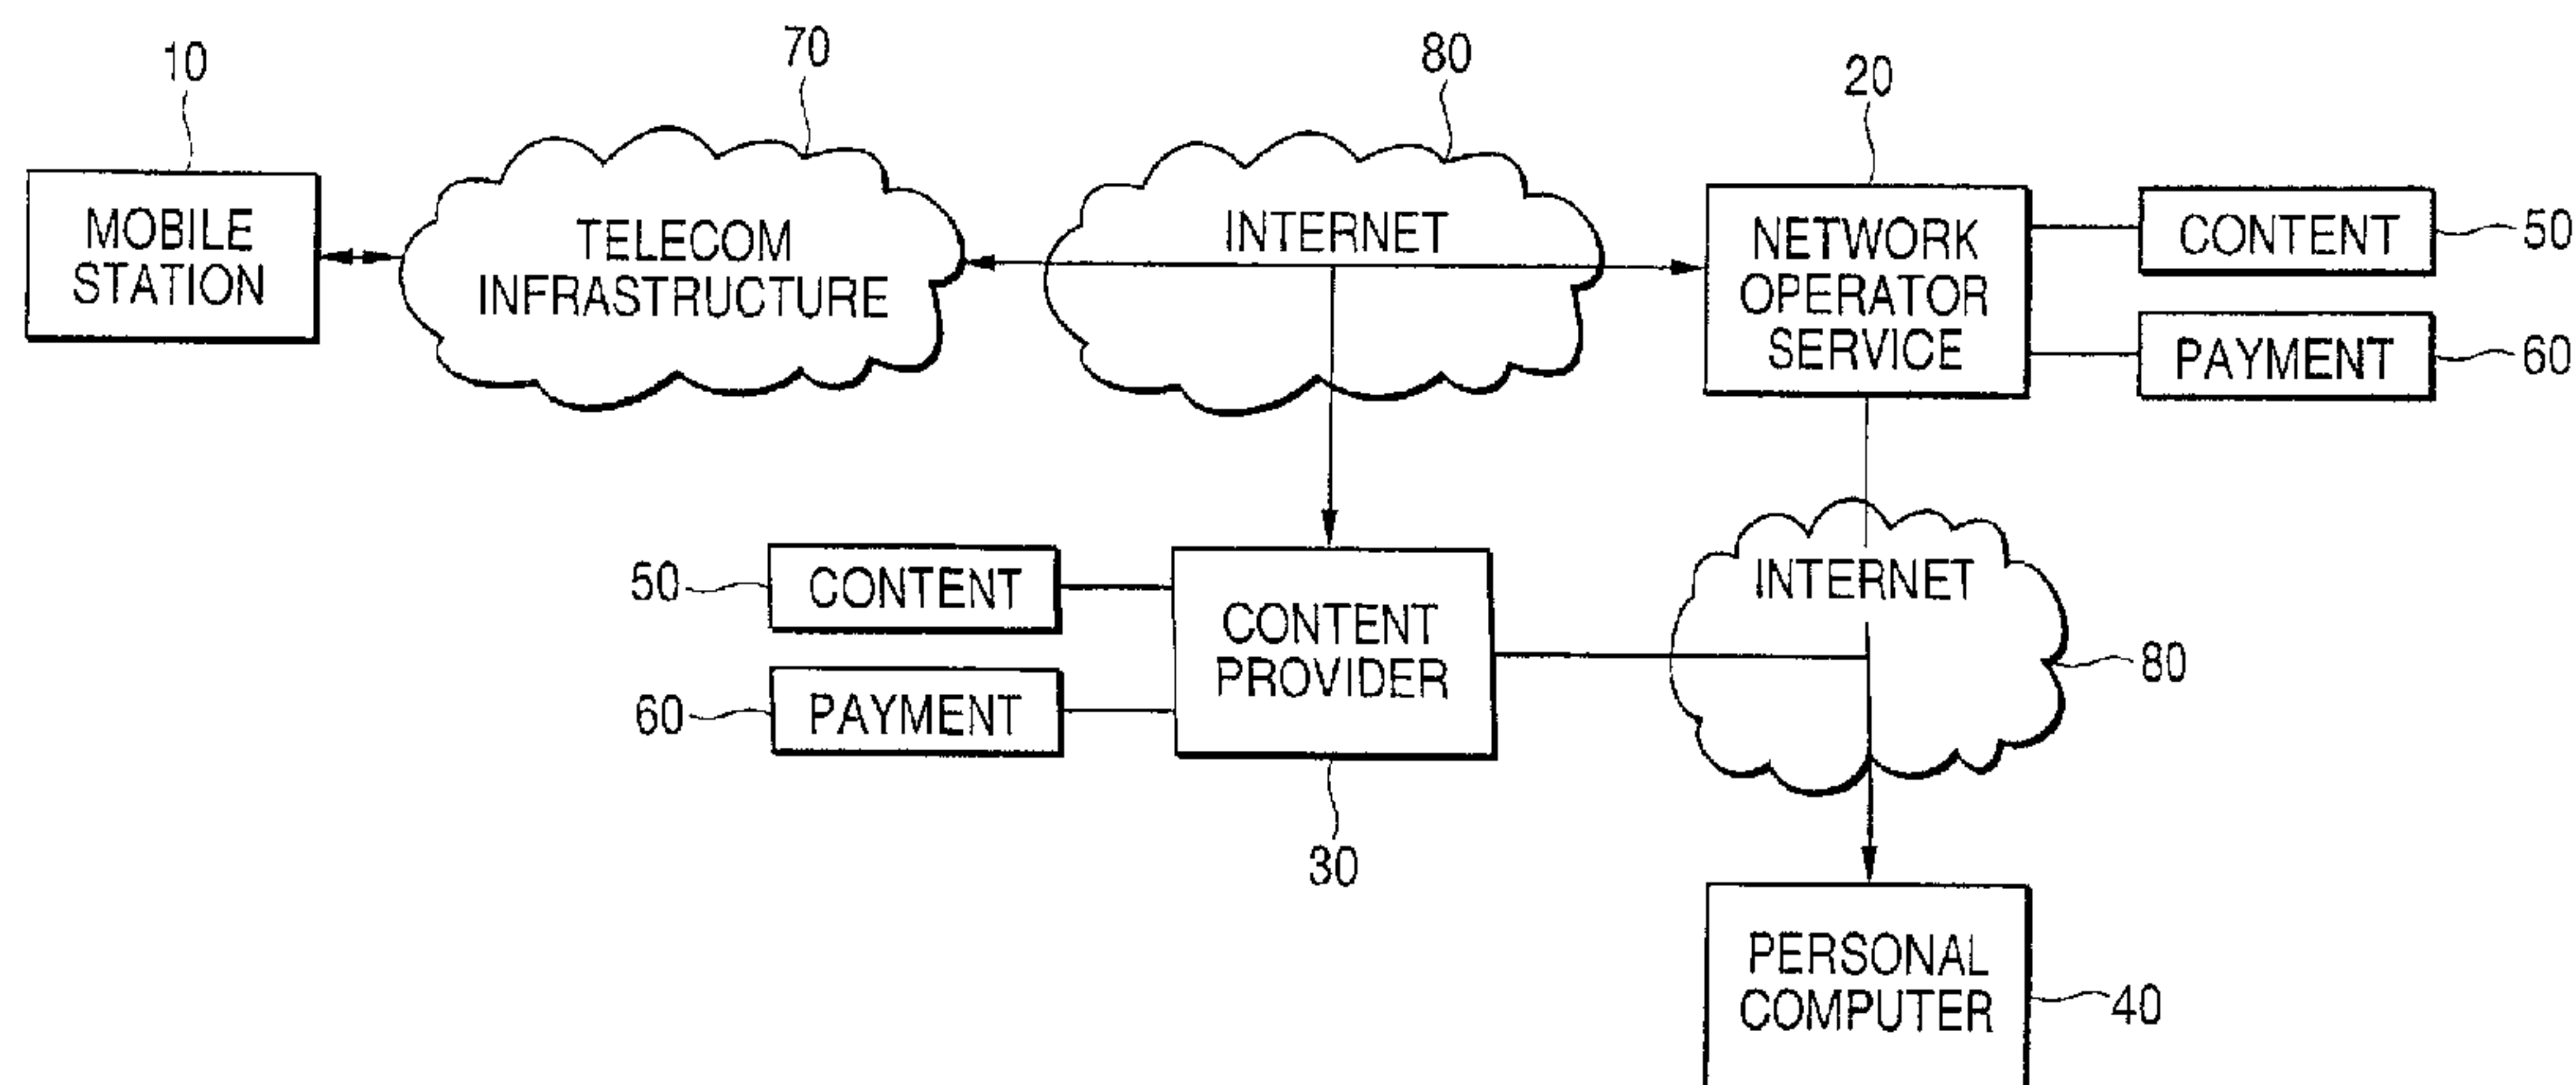 10
70
80
20
MOBILE
STATION
TELECOM
INFRASTRUCTURE
INTERNET
NETWORK
OPERATOR
SERVICE
CONTENT
50
PAYMENT
60
50
CONTENT
60
PAYMENT
CONTENT
PROVIDER
30
INTERNET
80
PERSONAL
COMPUTER
40